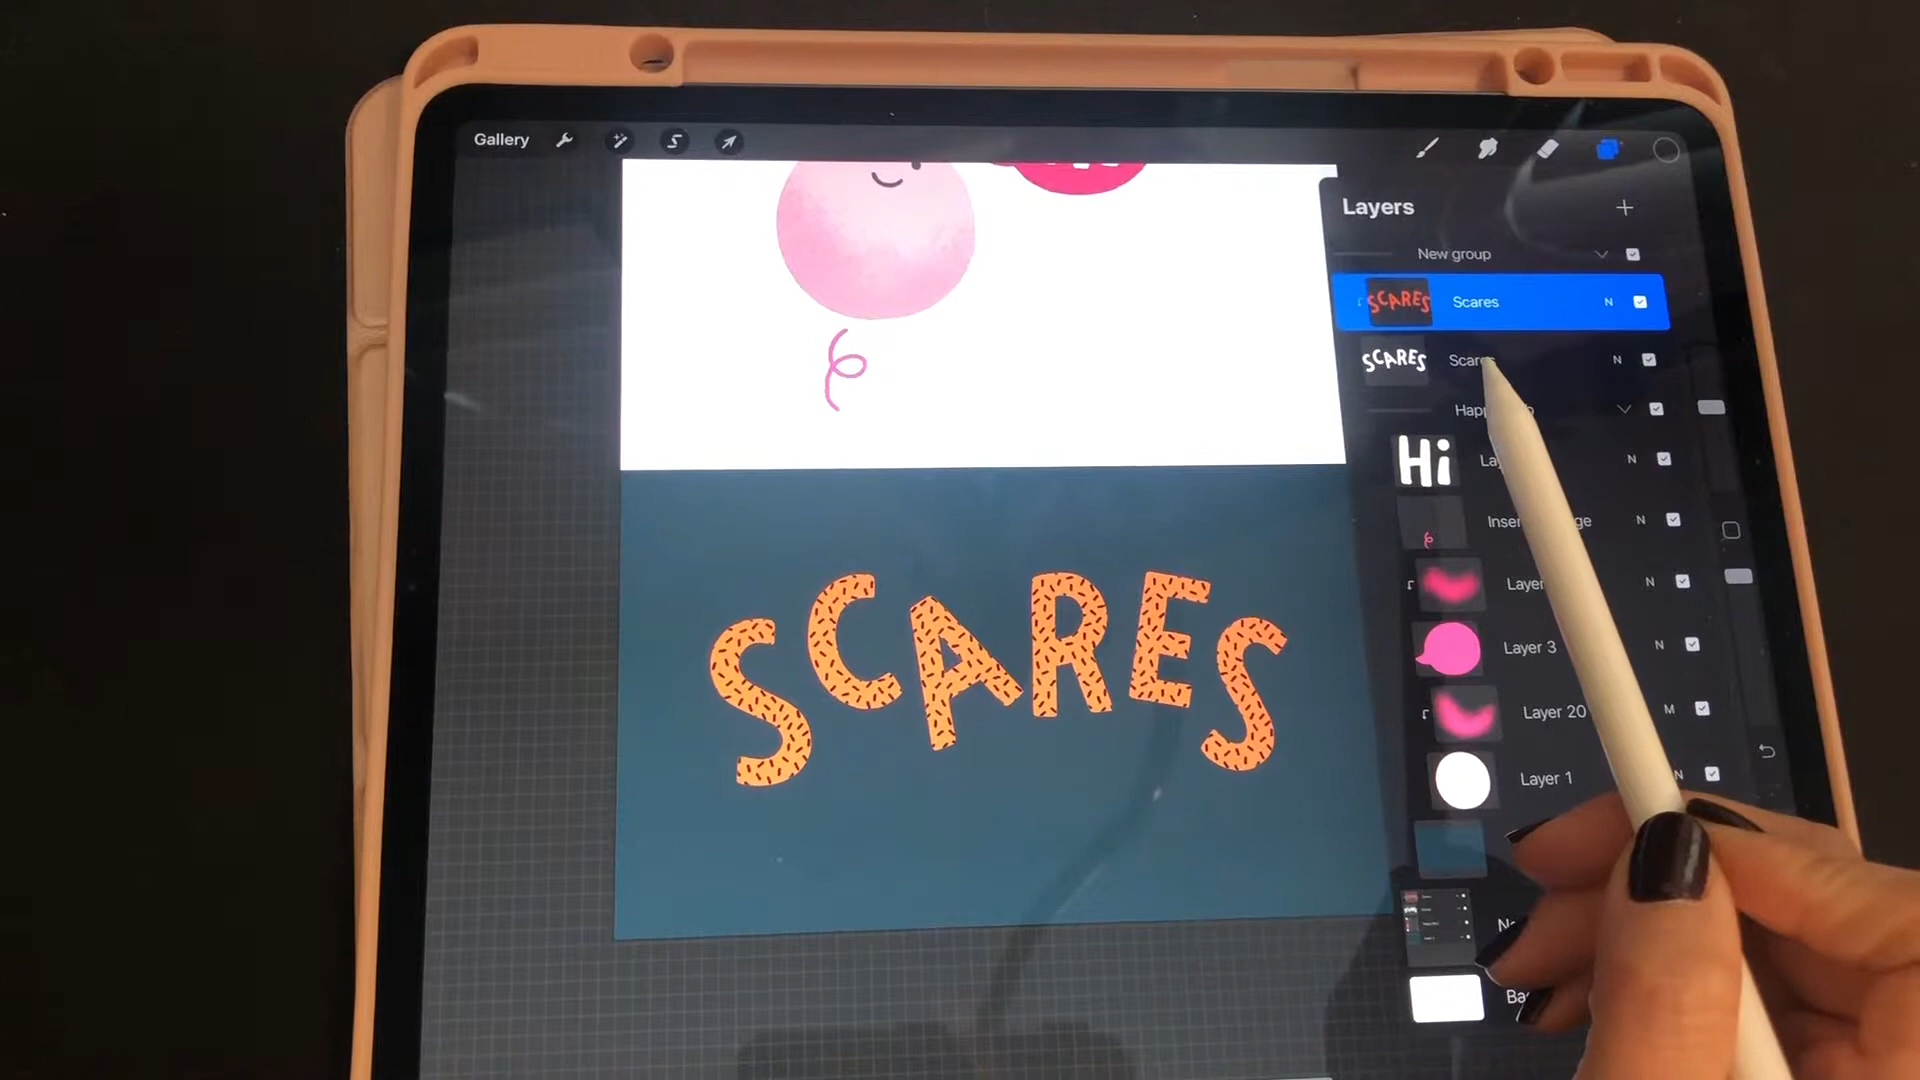 Gallery
Layers
New group
SCARES Scares N
SCARES Scares N
Hi N
N
Layer N
Layer 3 N
Layer 20 M
Layer 1 N
SCARES